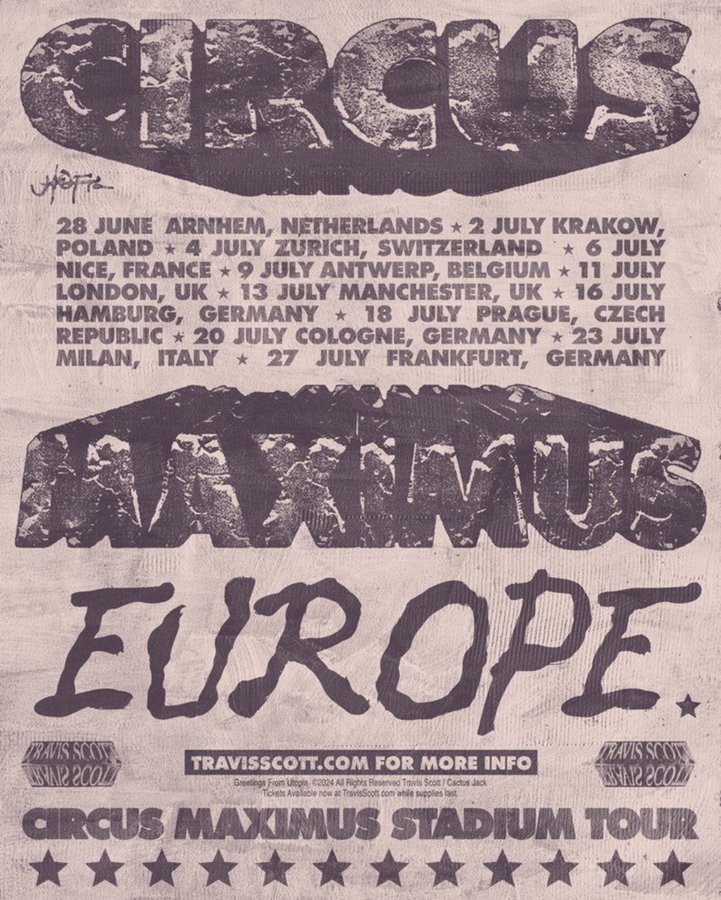 CIRCUS
28 JUNE ARNHEM, NETHERLANDS ★ 2 JULY KRAKOW,
POLAND ★ 4 JULY ZURICH, SWITZERLAND ★ 6 JULY
NICE, FRANCE ★ 9 JULY ANTWERP, BELGIUM ★ 11 JULY
LONDON, UK ★ 13 JULY MANCHESTER, UK ★ 16 JULY
HAMBURG, GERMANY ★ 18 JULY PRAGUE, CZECH
REPUBLIC ★ 20 JULY COLOGNE, GERMANY ★ 23 JULY
MILAN, ITALY ★ 27 JULY FRANKFURT, GERMANY
MAXIMUS
EUROPE.
TRAVIS SCOTT
TRAVIS SCOTT
TRAVIS SCOTT
TRAVIS SCOTT
TRAVISSCOTT.COM FOR MORE INFO
Greetings From Utopia. ©2024 All Rights Reserved Travis Scott / Cactus Jack
Tickets Available now at TravisScott.com while supplies last.
CIRCUS MAXIMUS STADIUM TOUR